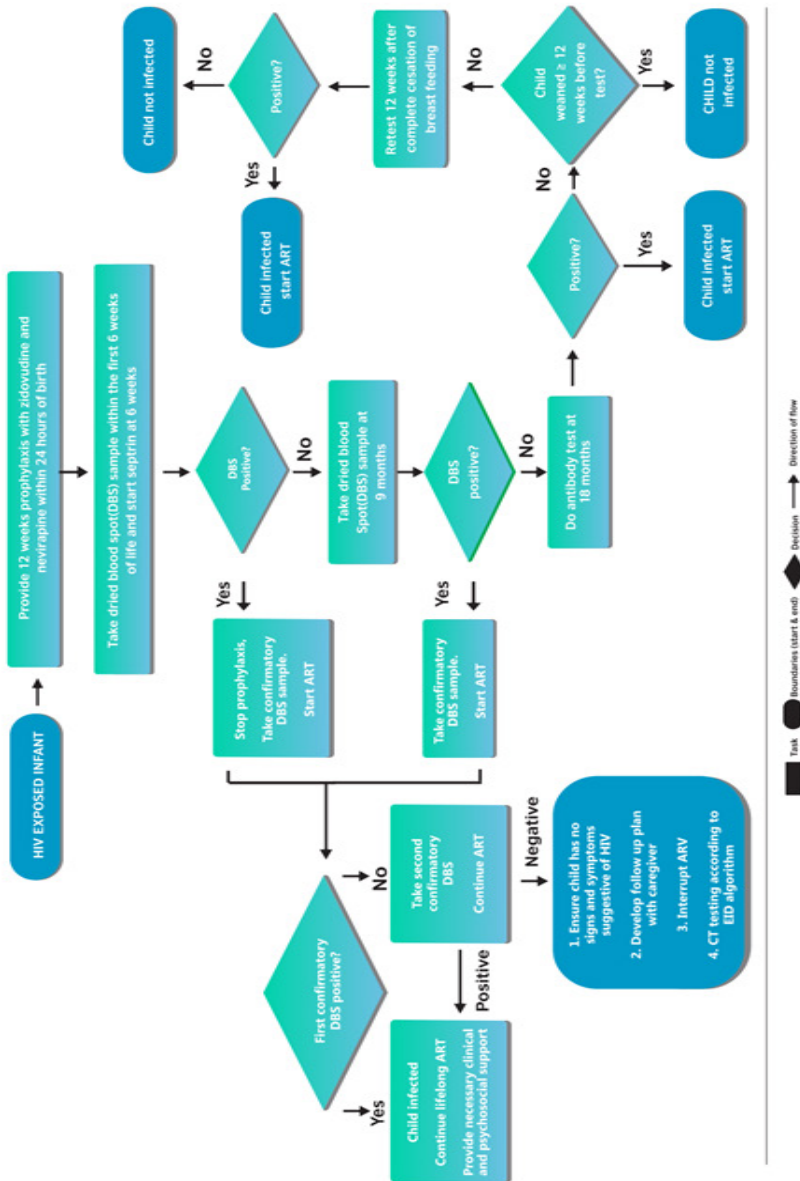 HIV EXPOSED INFANT
Provide 12 weeks prophylaxis with zidovudine and
nevirapine within 24 hours of birth
Take dried blood spot(DBS) sample within the first 6 weeks
of life and start septrin at 6 weeks
DBS
Positive?
Yes
No
Stop prophylaxis,
Take confirmatory
DBS sample.
Start ART
Take dried blood
Spot(DBS) sample at
9 months
DBS
positive?
Yes
No
Take confirmatory
DBS sample.
Start ART
First confirmatory
DBS positive?
Yes
No
Child infected
Continue lifelong ART
Provide necessary clinical
and psychosocial support
Take second
confirmatory
DBS
Continue ART
Positive
Negative
1. Ensure child has no
signs and symptoms
suggestive of HIV
2. Develop follow up plan
with caregiver
3. Interrupt ARV
4. CT testing according to
EID algorithm
Do antibody test at
18 months
Positive?
Yes
No
Child infected
start ART
Child
weaned ≥ 12
weeks before
test?
Yes
No
CHILD not
infected
Retest 12 weeks after
complete cesation of
breast feeding
Positive?
Yes
No
Child infected
start ART
Child not infected
Task
Boundaries (start & end)
Decision
Direction of flow